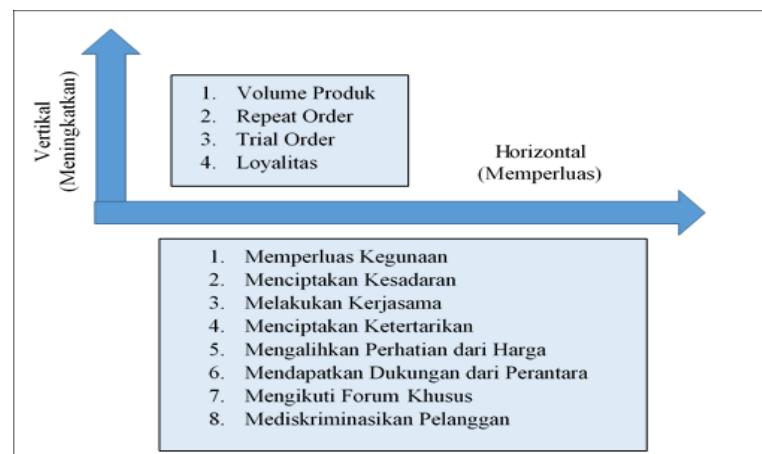 Vertikal
(Meningkatkan)
1. Volume Produk
2. Repeat Order
3. Trial Order
4. Loyalitas
Horizontal
(Memperluas)
1. Memperluas Kegunaan
2. Menciptakan Kesadaran
3. Melakukan Kerjasama
4. Menciptakan Ketertarikan
5. Mengalihkan Perhatian dari Harga
6. Mendapatkan Dukungan dari Perantara
7. Mengikuti Forum Khusus
8. Mediskriminasikan Pelanggan